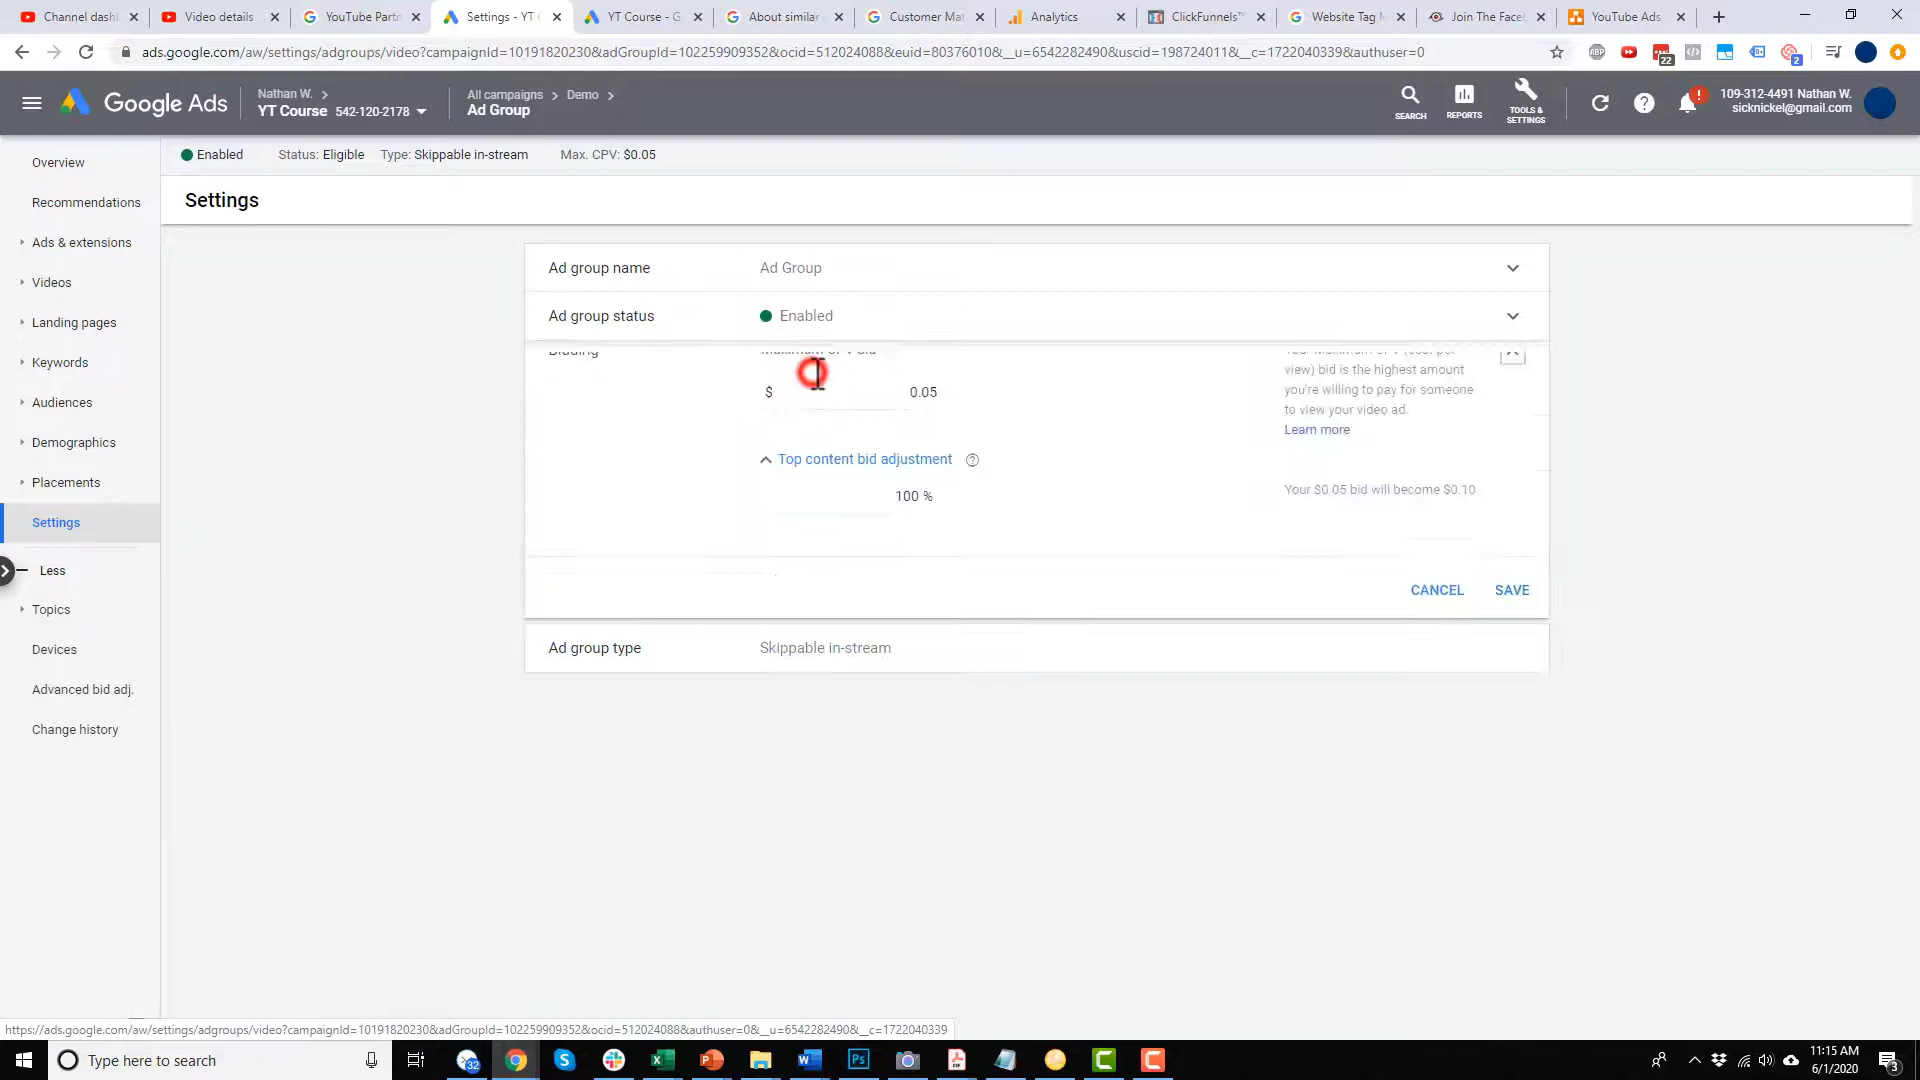 Channel dashl
Video details
YouTube Partn
Settings - YT C
YT Course - G
About similar
Customer Mat
Analytics
ClickFunnels™
Website Tag M
Join The Faceb
YouTube Ads
ads.google.com/aw/settings/adgroups/video?campaignId=10191820230&adGroupId=102259909352&ocid=512024088&euid=80376010&__u=6542282490&uscid=198724011&__c=1722040339&authuser=0
ABP
22
2
Google Ads
Nathan W.
YT Course 542-120-2178
All campaigns
Demo
Ad Group
SEARCH
REPORTS
TOOLS &
SETTINGS
109-312-4491 Nathan W.
sicknickel@gmail.com
Enabled Status: Eligible Type: Skippable in-stream Max. CPV: $0.05
Overview
Recommendations
Ads & extensions
Videos
Landing pages
Keywords
Audiences
Demographics
Placements
Settings
Less
Topics
Devices
Advanced bid adj.
Change history
Settings
Ad group name Ad Group
Ad group status Enabled
Bidding
Maximum CPV bid
$ 0.05
Your Maximum CPV (cost per
view) bid is the highest amount
you're willing to pay for someone
to view your video ad.
Learn more
Top content bid adjustment
100 %
Your $0.05 bid will become $0.10
CANCEL SAVE
Ad group type Skippable in-stream
https://ads.google.com/aw/settings/adgroups/video?campaignId=10191820230&adGroupId=102259909352&ocid=512024088&authuser=0&__u=6542282490&__c=1722040339
Type here to search
32
11:15 AM
6/1/2020
3